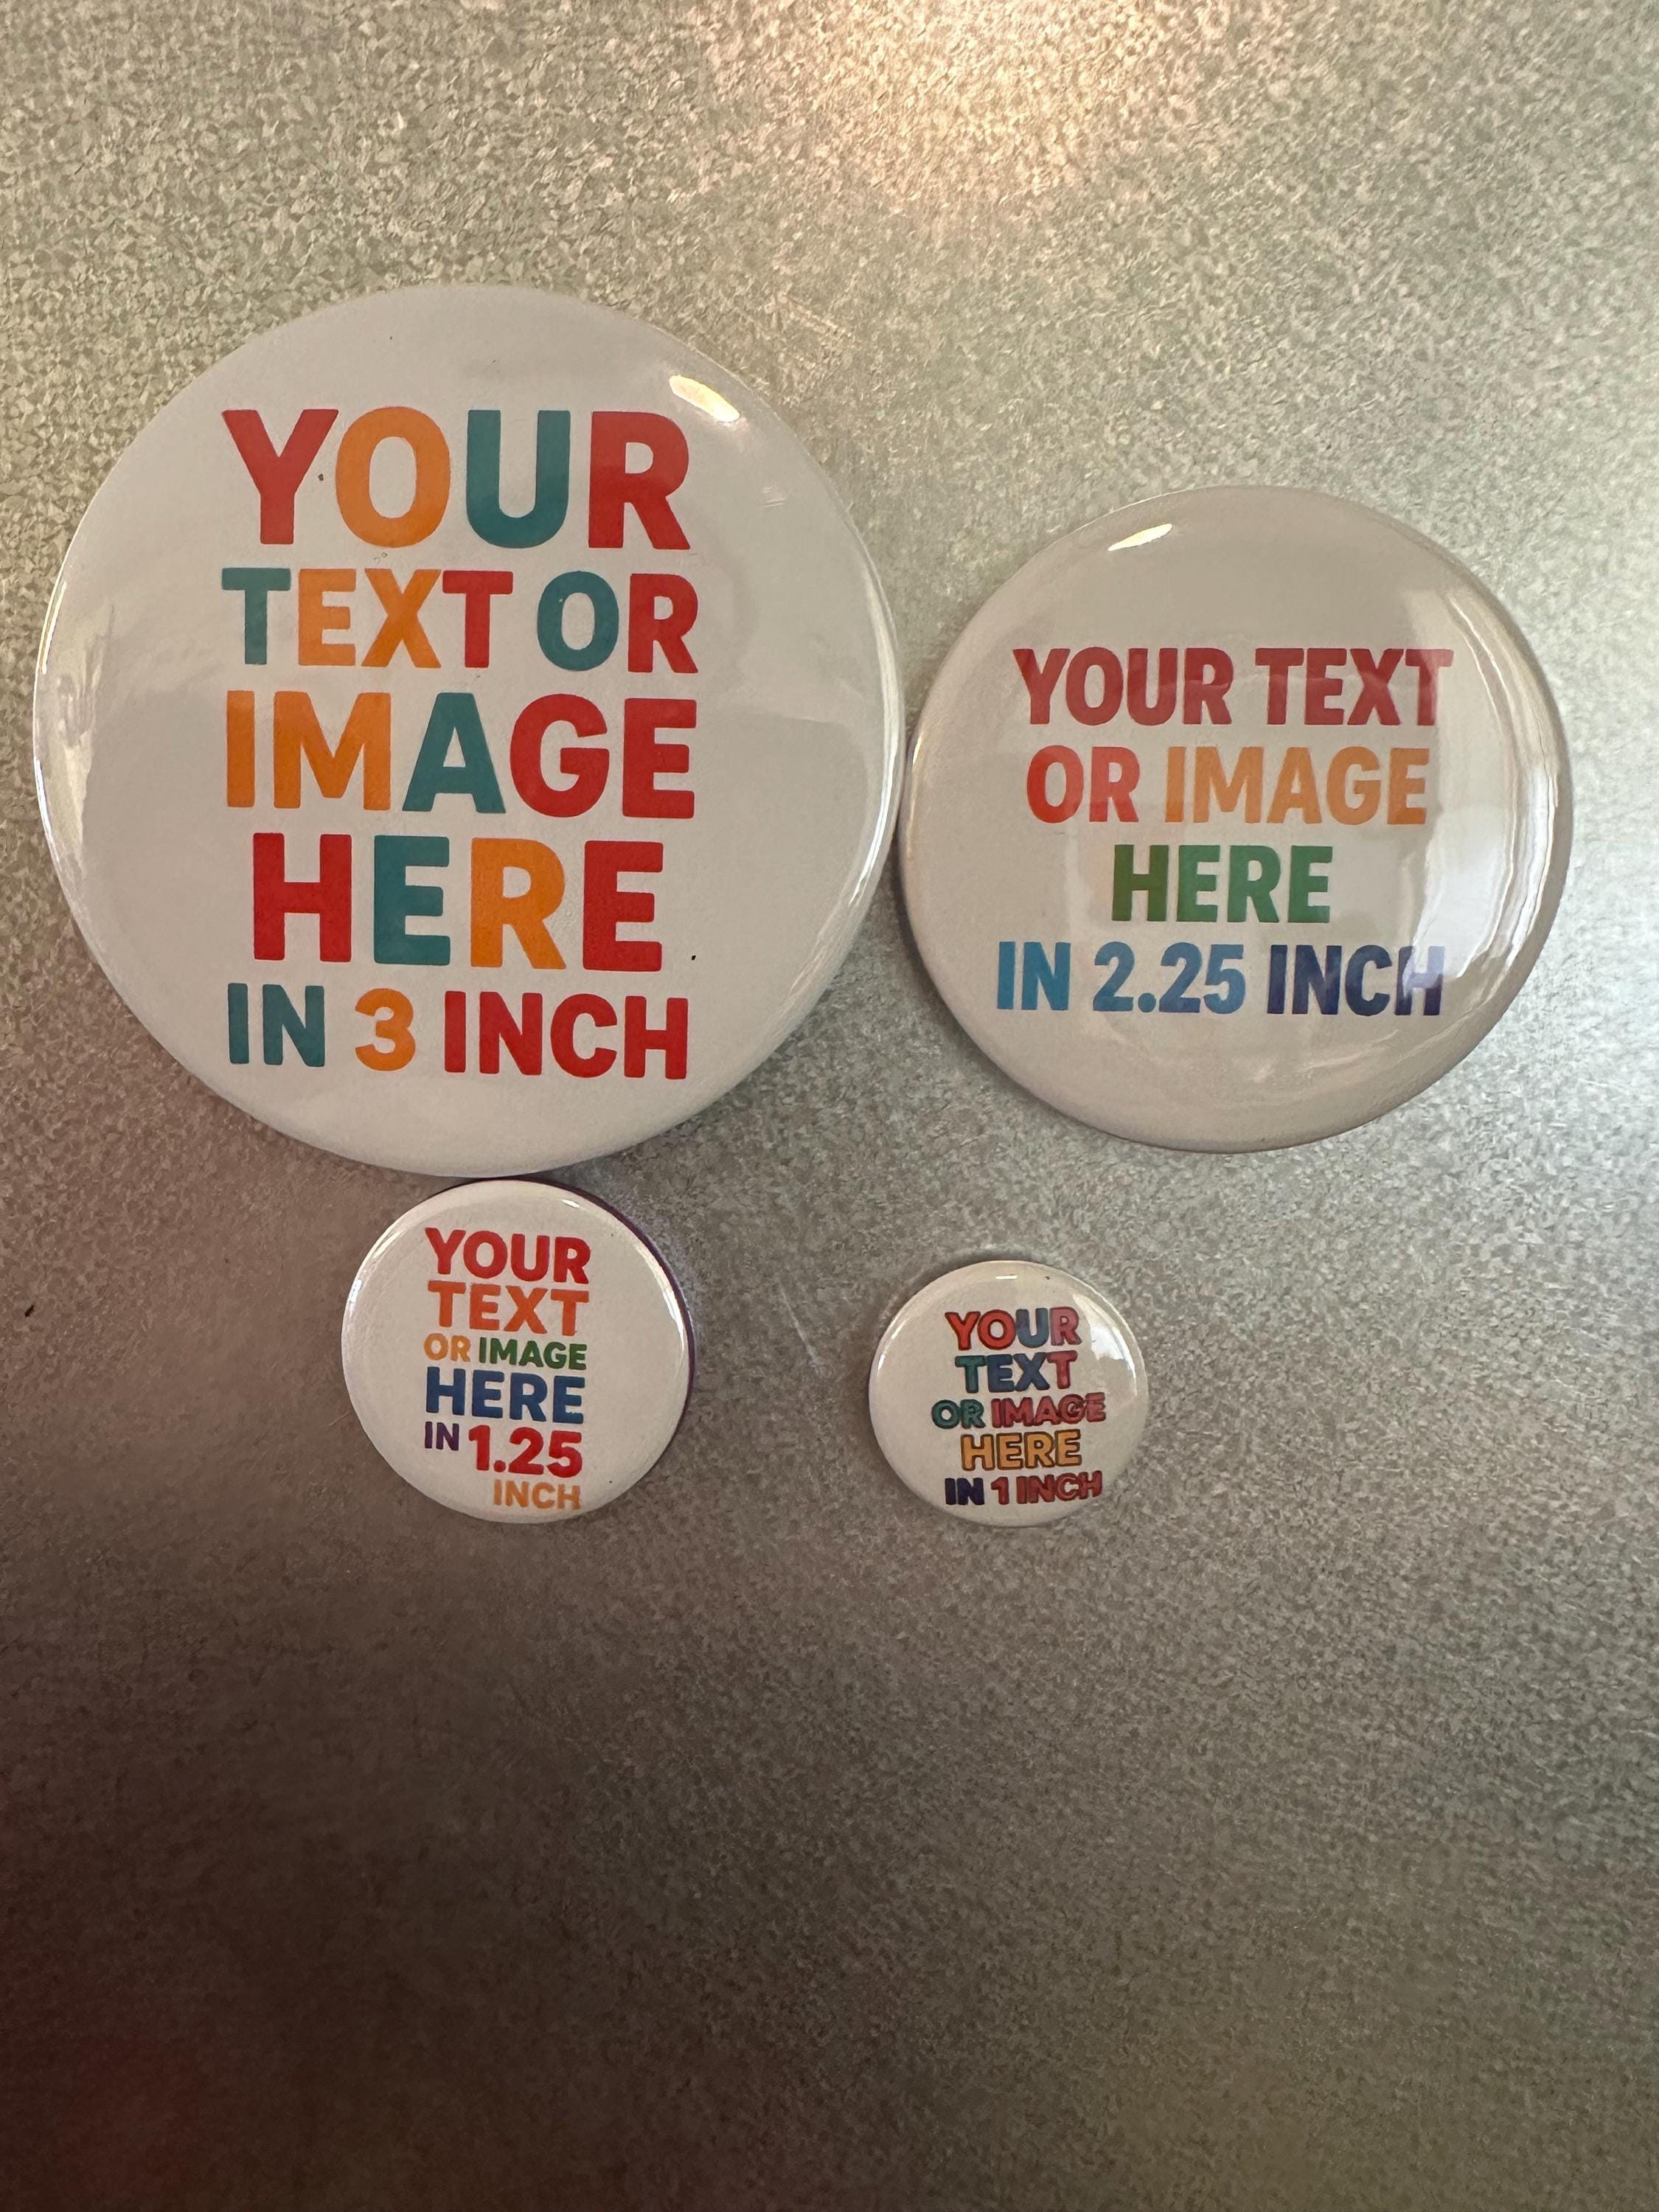 YOUR
TEXT OR
IMAGE
HERE
IN 3 INCH
YOUR TEXT
OR IMAGE
HERE
IN 2.25 INCH
YOUR
TEXT
OR IMAGE
HERE
IN 1.25
INCH
YOUR
TEXT
OR IMAGE
HERE
IN 1 INCH